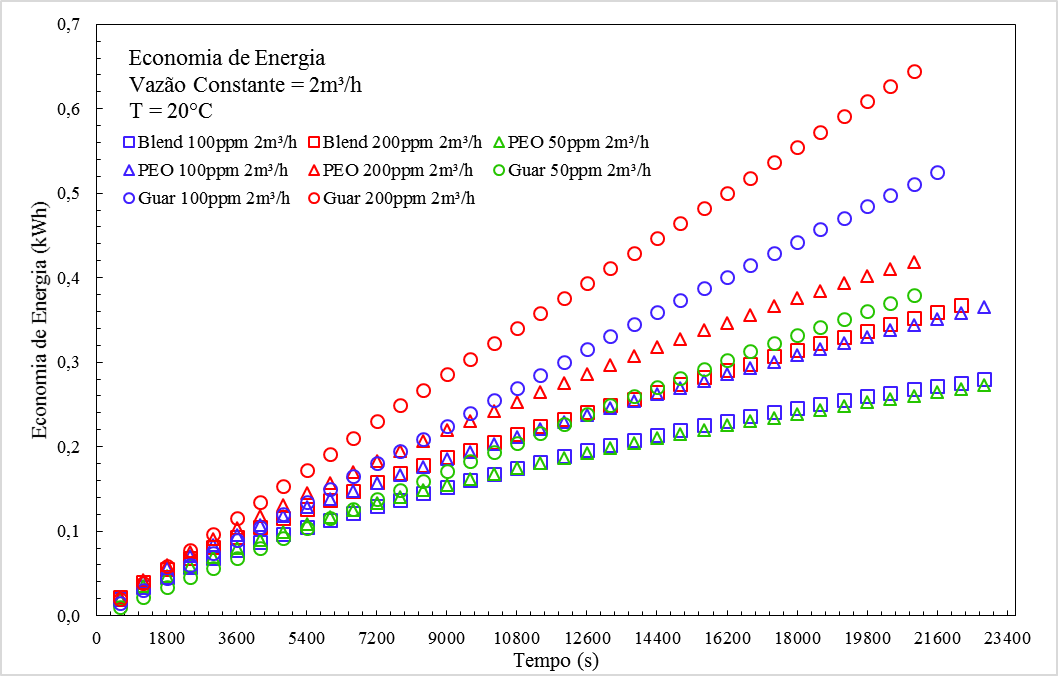 0,7
Economia de Energia
Vazão Constante = 2m³/h
T = 20°C
0,6
Blend 100ppm 2m³/h Blend 200ppm 2m³/h PEO 50ppm 2m³/h
PEO 100ppm 2m³/h PEO 200ppm 2m³/h Guar 50ppm 2m³/h
Guar 100ppm 2m³/h Guar 200ppm 2m³/h
0,5
0,4
0,3
0,2
0,1
0,0
Economia de Energia (kWh)
0 1800 3600 5400 7200 9000 10800 12600 14400 16200 18000 19800 21600 23400
Tempo (s)